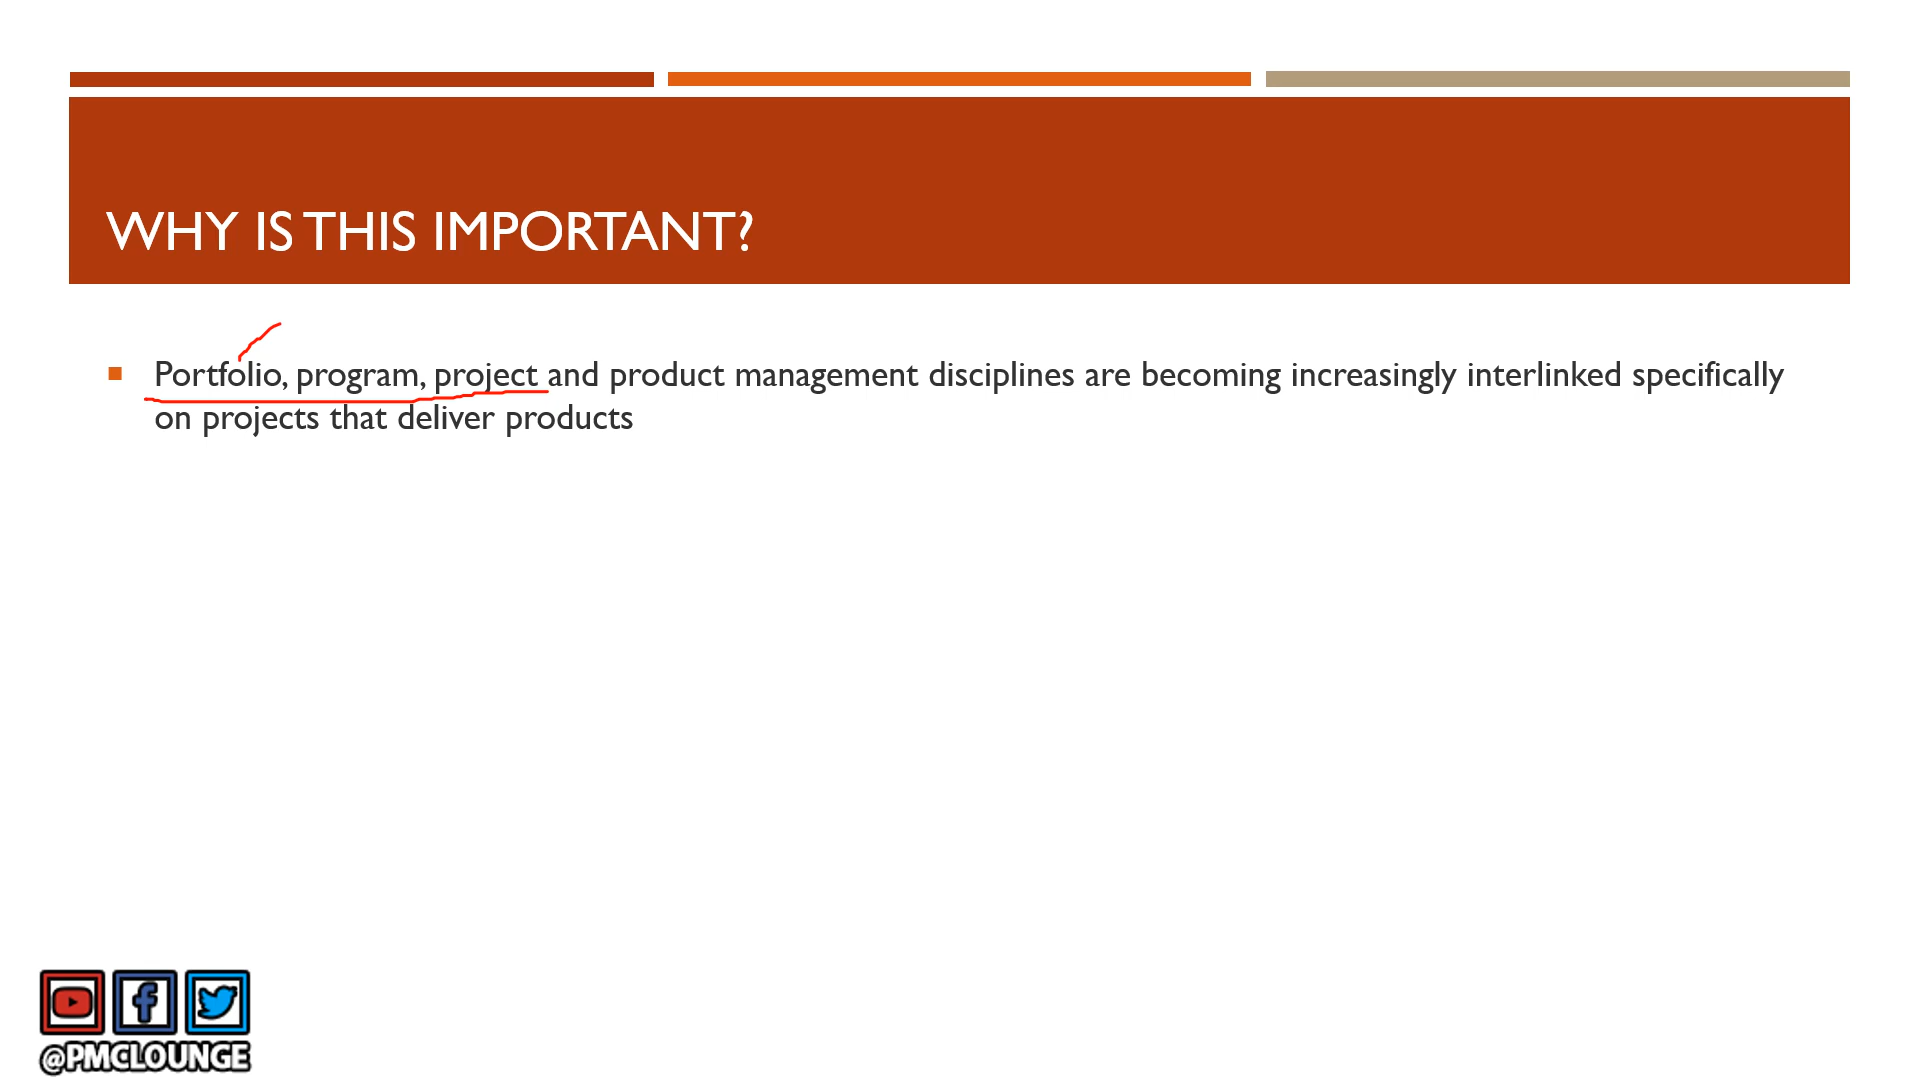 WHY IS THIS IMPORTANT?
Portfolio, program, project and product management disciplines are becoming increasingly interlinked specifically
on projects that deliver products
@PMCLOUNGE